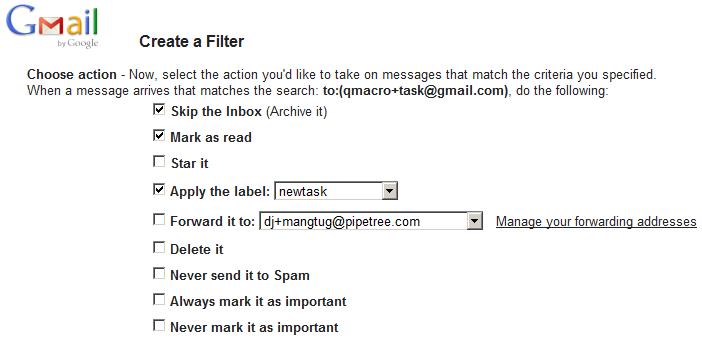 Gmail
by Google
Create a Filter
Choose action - Now, select the action you'd like to take on messages that match the criteria you specified.
When a message arrives that matches the search: to:(qmacro+task@gmail.com), do the following:
Skip the Inbox (Archive it)
Mark as read
Star it
Apply the label: newtask
Forward it to: dj+mangtug@pipetree.com Manage your forwarding addresses
Delete it
Never send it to Spam
Always mark it as important
Never mark it as important